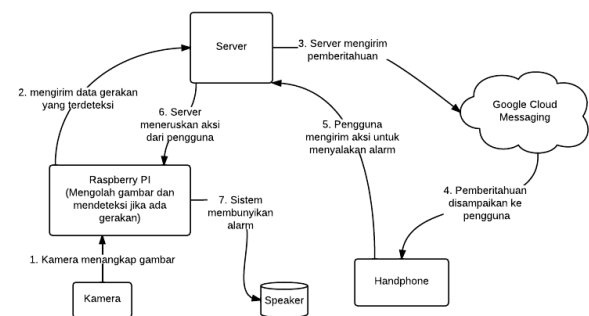 Server
3. Server mengirim
pemberitahuan
2. mengirim data gerakan
yang terdeteksi
6. Server
meneruskan aksi
dari pengguna
5. Pengguna
mengirim aksi untuk
menyalakan alarm
Google Cloud
Messaging
Raspberry PI
(Mengolah gambar dan
mendeteksi jika ada
gerakan)
7. Sistem
membunyikan
alarm
4. Pemberitahuan
disampaikan ke
pengguna
1. Kamera menangkap gambar
Kamera
Speaker
Handphone